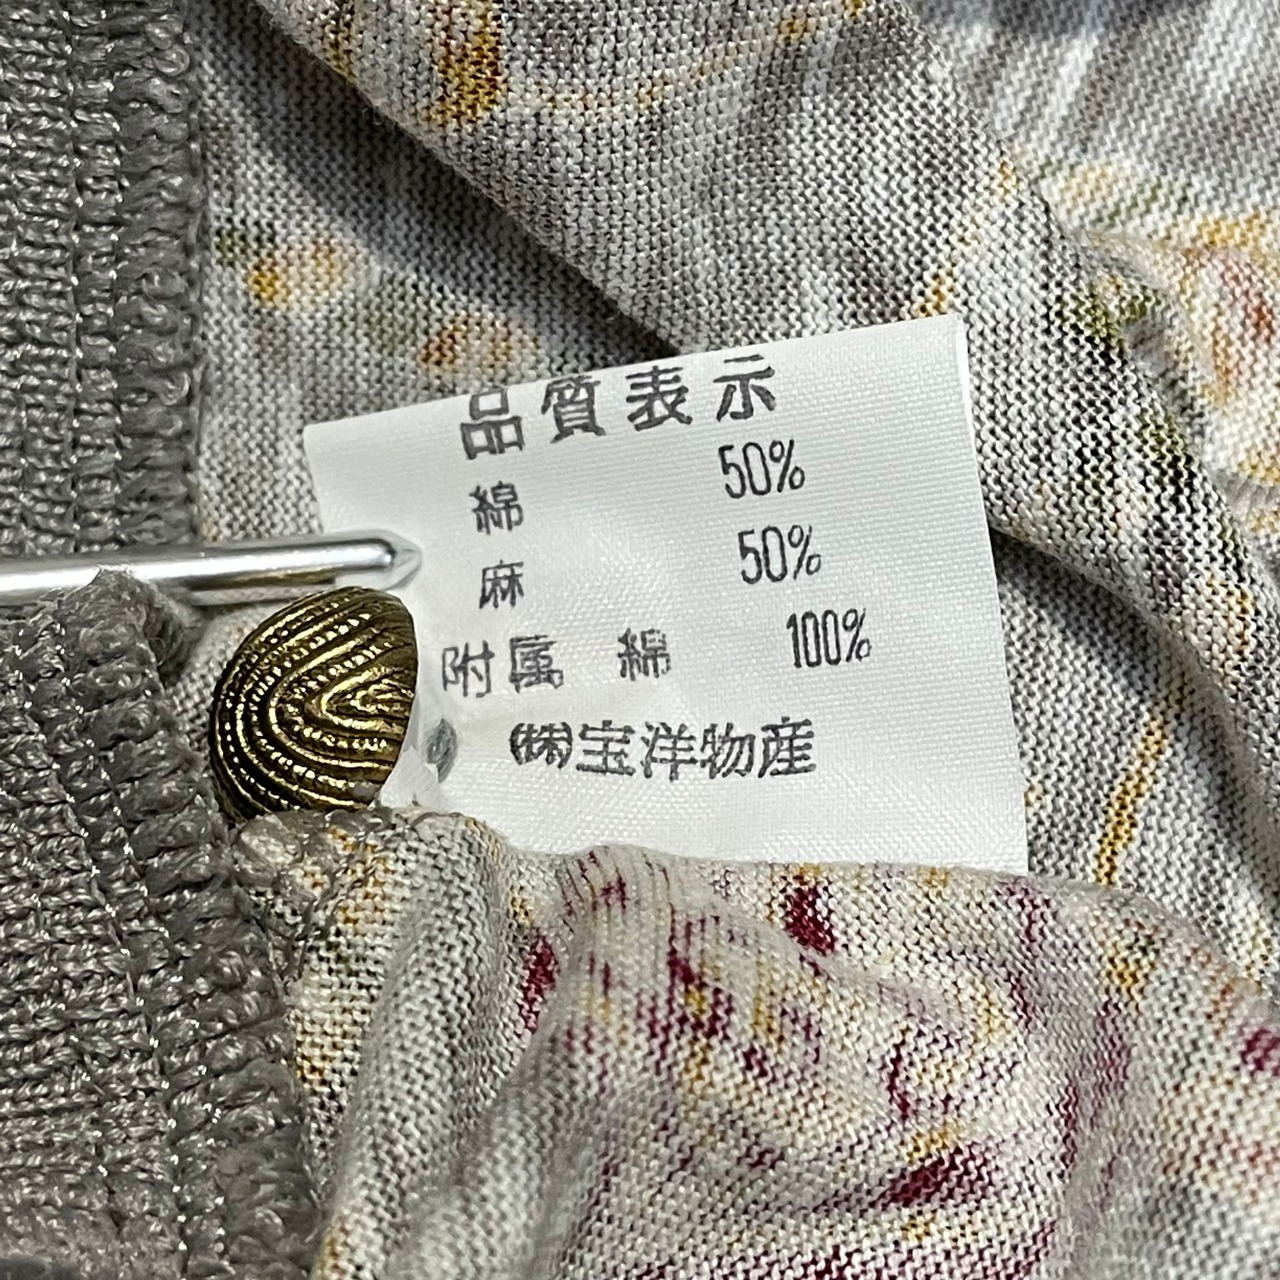 品質表示
綿 50%
麻 50%
附属 綿 100%
㈱宝洋物産